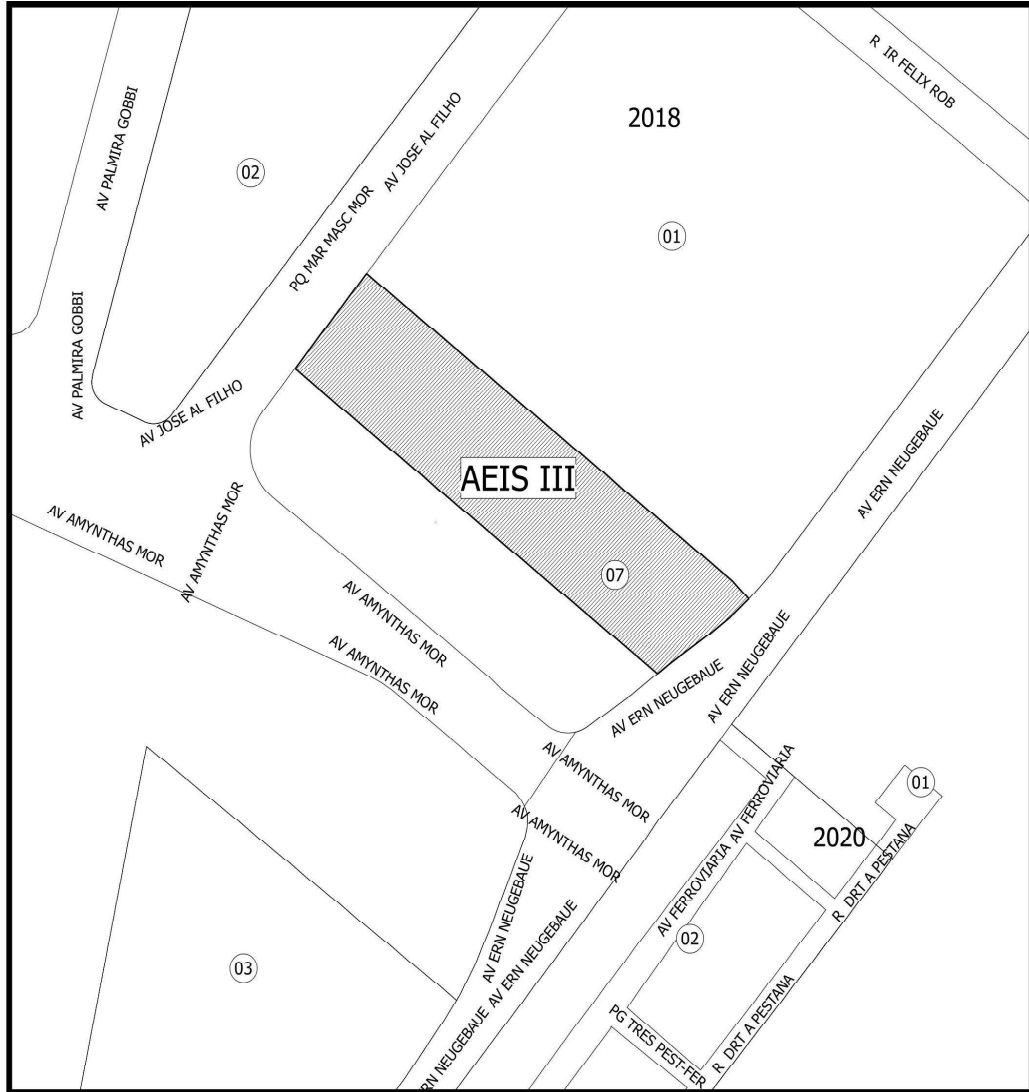 R IR FELIX ROB
2018
AV PALMIRA GOBBI
AV JOSE AL FILHO
02
PQ MAR MASC MOR
01
AV PALMIRA GOBBI
AV JOSE AL FILHO
AV ERN NEUGEBAUE
AEIS III
AV AMYNTHAS MOR
AV AMYNTHAS MOR
07
AV AMYNTHAS MOR
AV AMYNTHAS MOR
AV ERN NEUGEBAUE
AV ERN NEUGEBAUE
AV AMYNTHAS MOR
AV AMYNTHAS MOR
AV FERROVIARIA
01
2020
AV FERROVIARIA
R DRT A PESTANA
AV ERN NEUGEBAUE
AV ERN NEUGEBAUE
02
03
R DRT A PESTANA
PG TRES PEST-FER
ERN NEUGEBAUE